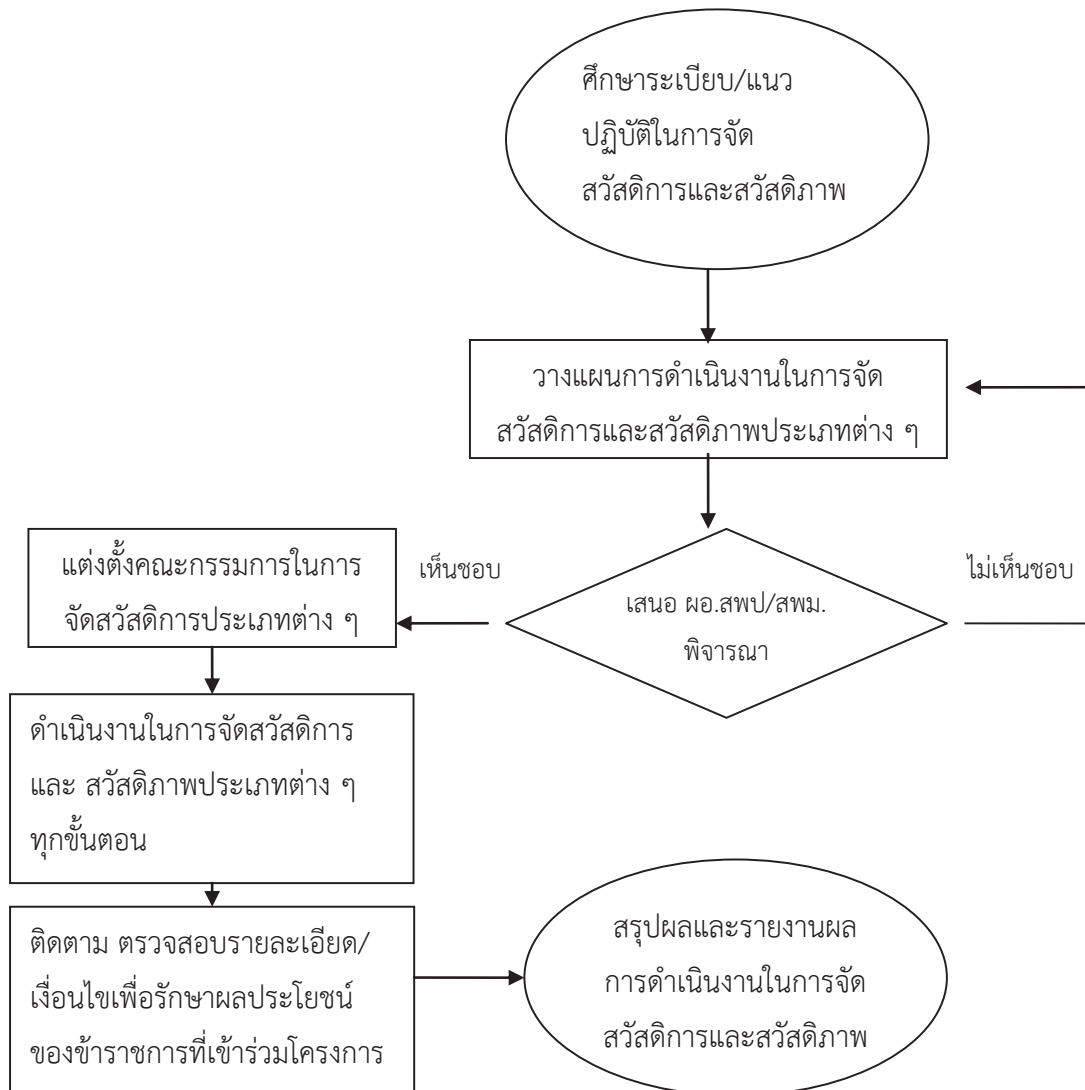 ศึกษาระเบียบ/แนว
ปฏิบัติในการจัด
สวัสดิการและสวัสดิภาพ
วางแผนการดำเนินงานในการจัด
สวัสดิการและสวัสดิภาพประเภทต่าง ๆ
เสนอ ผอ.สพป/สพม.
พิจารณา
ไม่เห็นชอบ
เห็นชอบ
แต่งตั้งคณะกรรมการในการ
จัดสวัสดิการประเภทต่าง ๆ
ดำเนินงานในการจัดสวัสดิการ
และ สวัสดิภาพประเภทต่าง ๆ
ทุกขั้นตอน
ติดตาม ตรวจสอบรายละเอียด/
เงื่อนไขเพื่อรักษาผลประโยชน์
ของข้าราชการที่เข้าร่วมโครงการ
สรุปผลและรายงานผล
การดำเนินงานในการจัด
สวัสดิการและสวัสดิภาพ